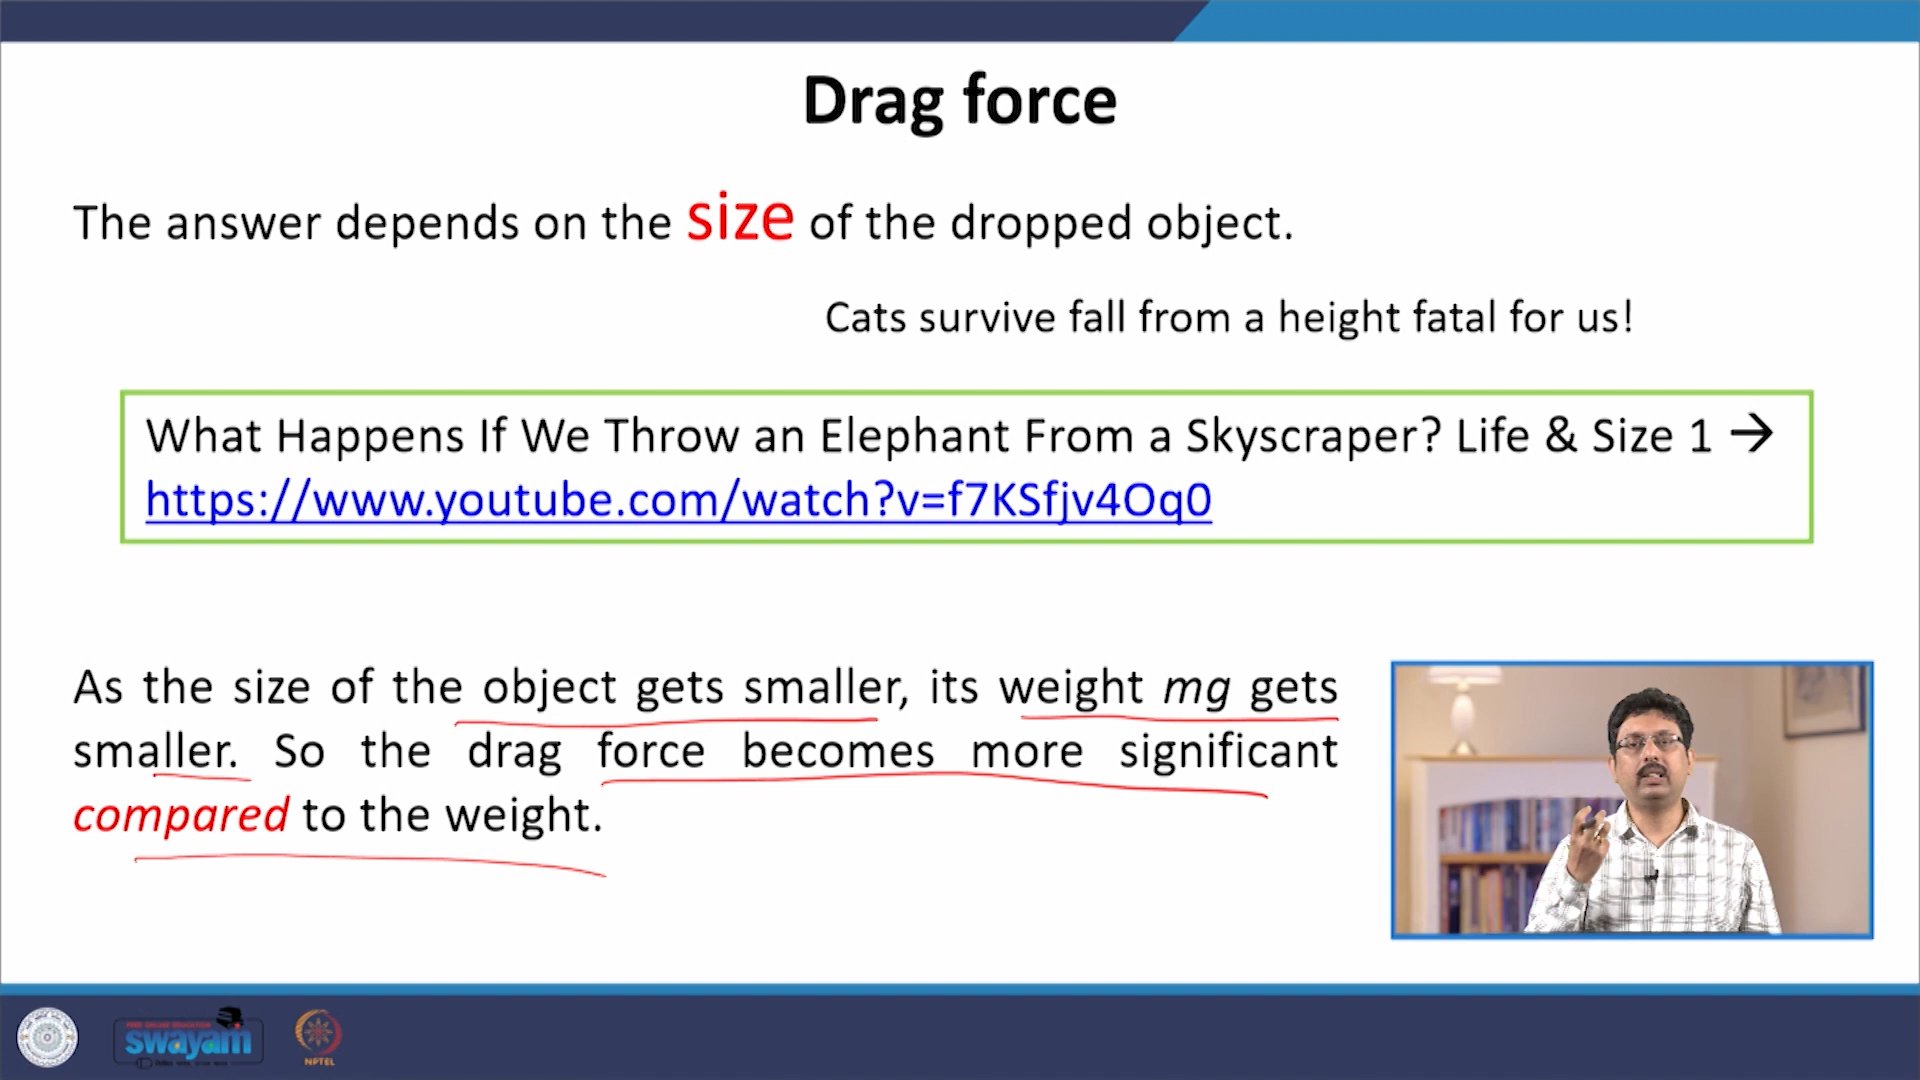 Drag force
The answer depends on the size of the dropped object.
Cats survive fall from a height fatal for us!
What Happens If We Throw an Elephant From a Skyscraper? Life & Size 1 →
https://www.youtube.com/watch?v=f7KSfjv4Oq0
As the size of the object gets smaller, its weight mg gets
smaller. So the drag force becomes more significant
compared to the weight.
swayam
NPTEL